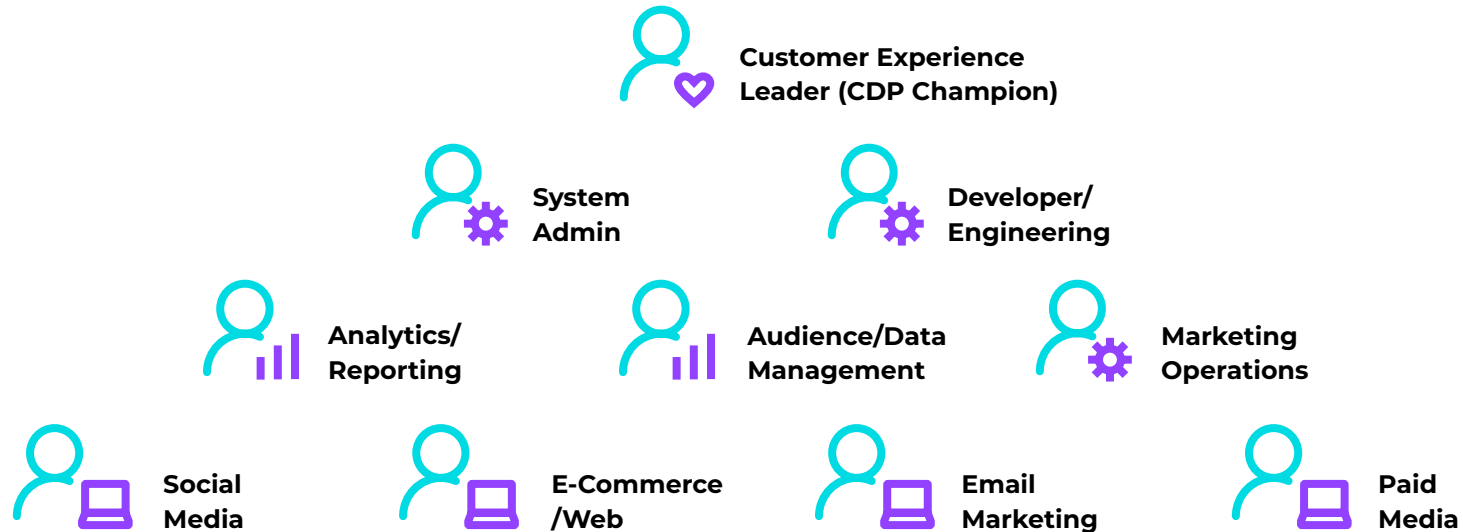 Customer Experience
Leader (CDP Champion)
System
Admin
Developer/
Engineering
Analytics/
Reporting
Audience/Data
Management
Marketing
Operations
Social
Media
E-Commerce
/Web
Email
Marketing
Paid
Media